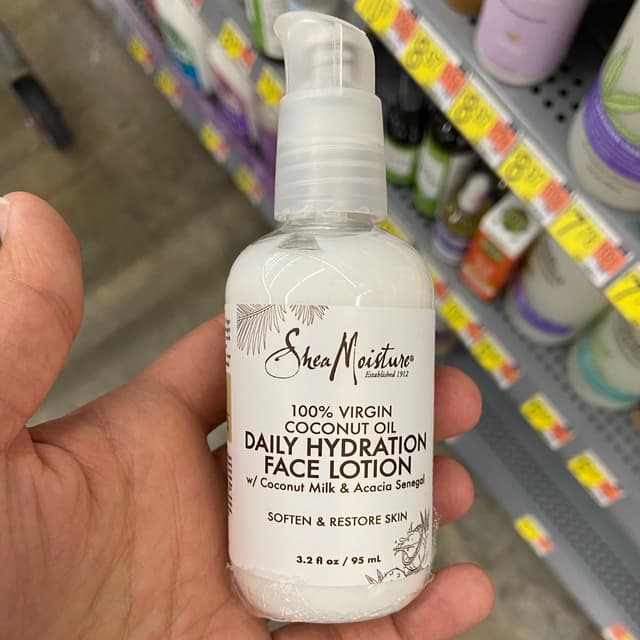 SheaMoisture®
Established 1912
100% VIRGIN
COCONUT OIL
DAILY HYDRATION
FACE LOTION
w/ Coconut Milk & Acacia Senegal
SOFTEN & RESTORE SKIN
3.2 fl oz / 95 mL